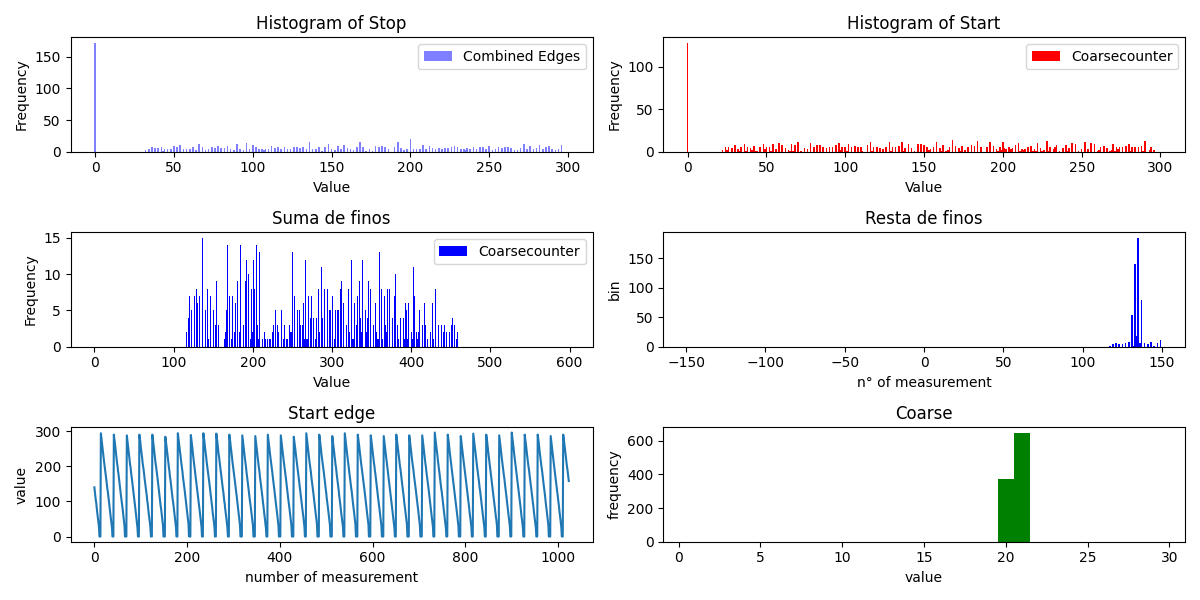 Histogram of Stop
Frequency
150
100
50
0
Combined Edges
0 50 100 150 200 250 300
Value
Histogram of Start
Frequency
100
50
0
Coarsecounter
0 50 100 150 200 250 300
Value
Suma de finos
Frequency
15
10
5
0
Coarsecounter
0 100 200 300 400 500 600
Value
Resta de finos
bin
150
100
50
0
−150 −100 −50 0 50 100 150
n° of measurement
Start edge
value
300
200
100
0
0 200 400 600 800 1000
number of measurement
Coarse
frequency
600
400
200
0
0 5 10 15 20 25 30
value